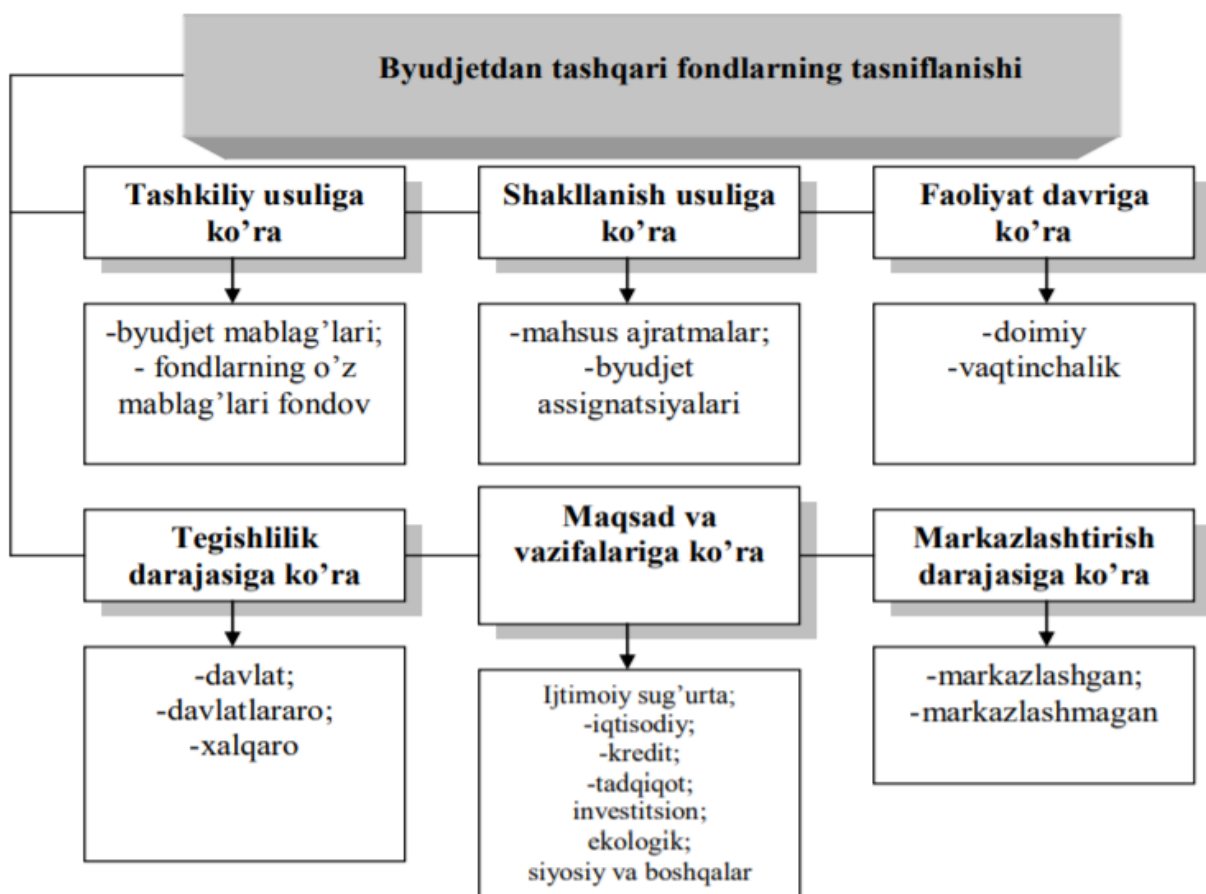 Byudjetdan tashqari fondlarning tasniflanishi
Tashkiliy usuliga
ko’ra
Shakllanish usuliga
ko’ra
Faoliyat davriga
ko’ra
-byudjet mablag’lari;
- fondlarning o’z
mablag’lari fondov
-mahsus ajratmalar;
-byudjet
assignatsiyalari
-doimiy
-vaqtinchalik
Tegishlilik
darajasiga ko’ra
Maqsad va
vazifalariga ko’ra
Markazlashtirish
darajasiga ko’ra
-davlat;
-davlatlararo;
-xalqaro
Ijtimoiy sug’urta;
-iqtisodiy;
-kredit;
-tadqiqot;
investitsion;
ekologik;
siyosiy va boshqalar
-markazlashgan;
-markazlashmagan